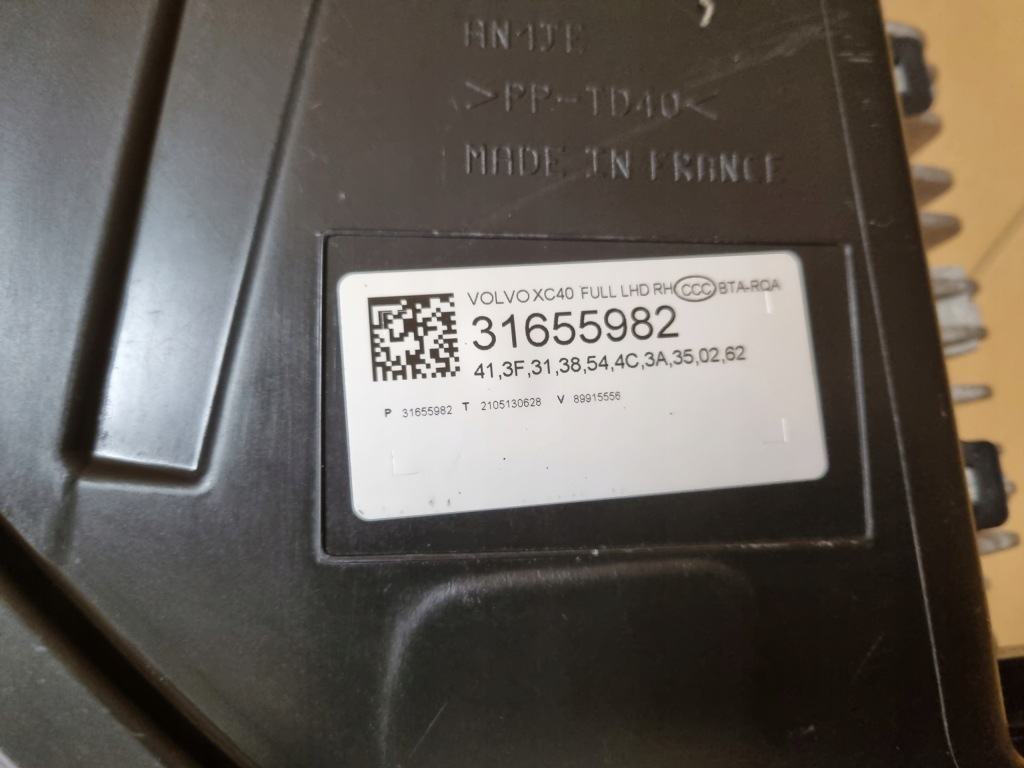 AN1JE
>PP-TD40<
MADE IN FRANCE
VOLVO XC40 FULL LHD RH CCC BTA-RQA
31655982
41,3F,31,38,54,4C,3A,35,02,62
P 31655982 T 2105130628 V 89915556